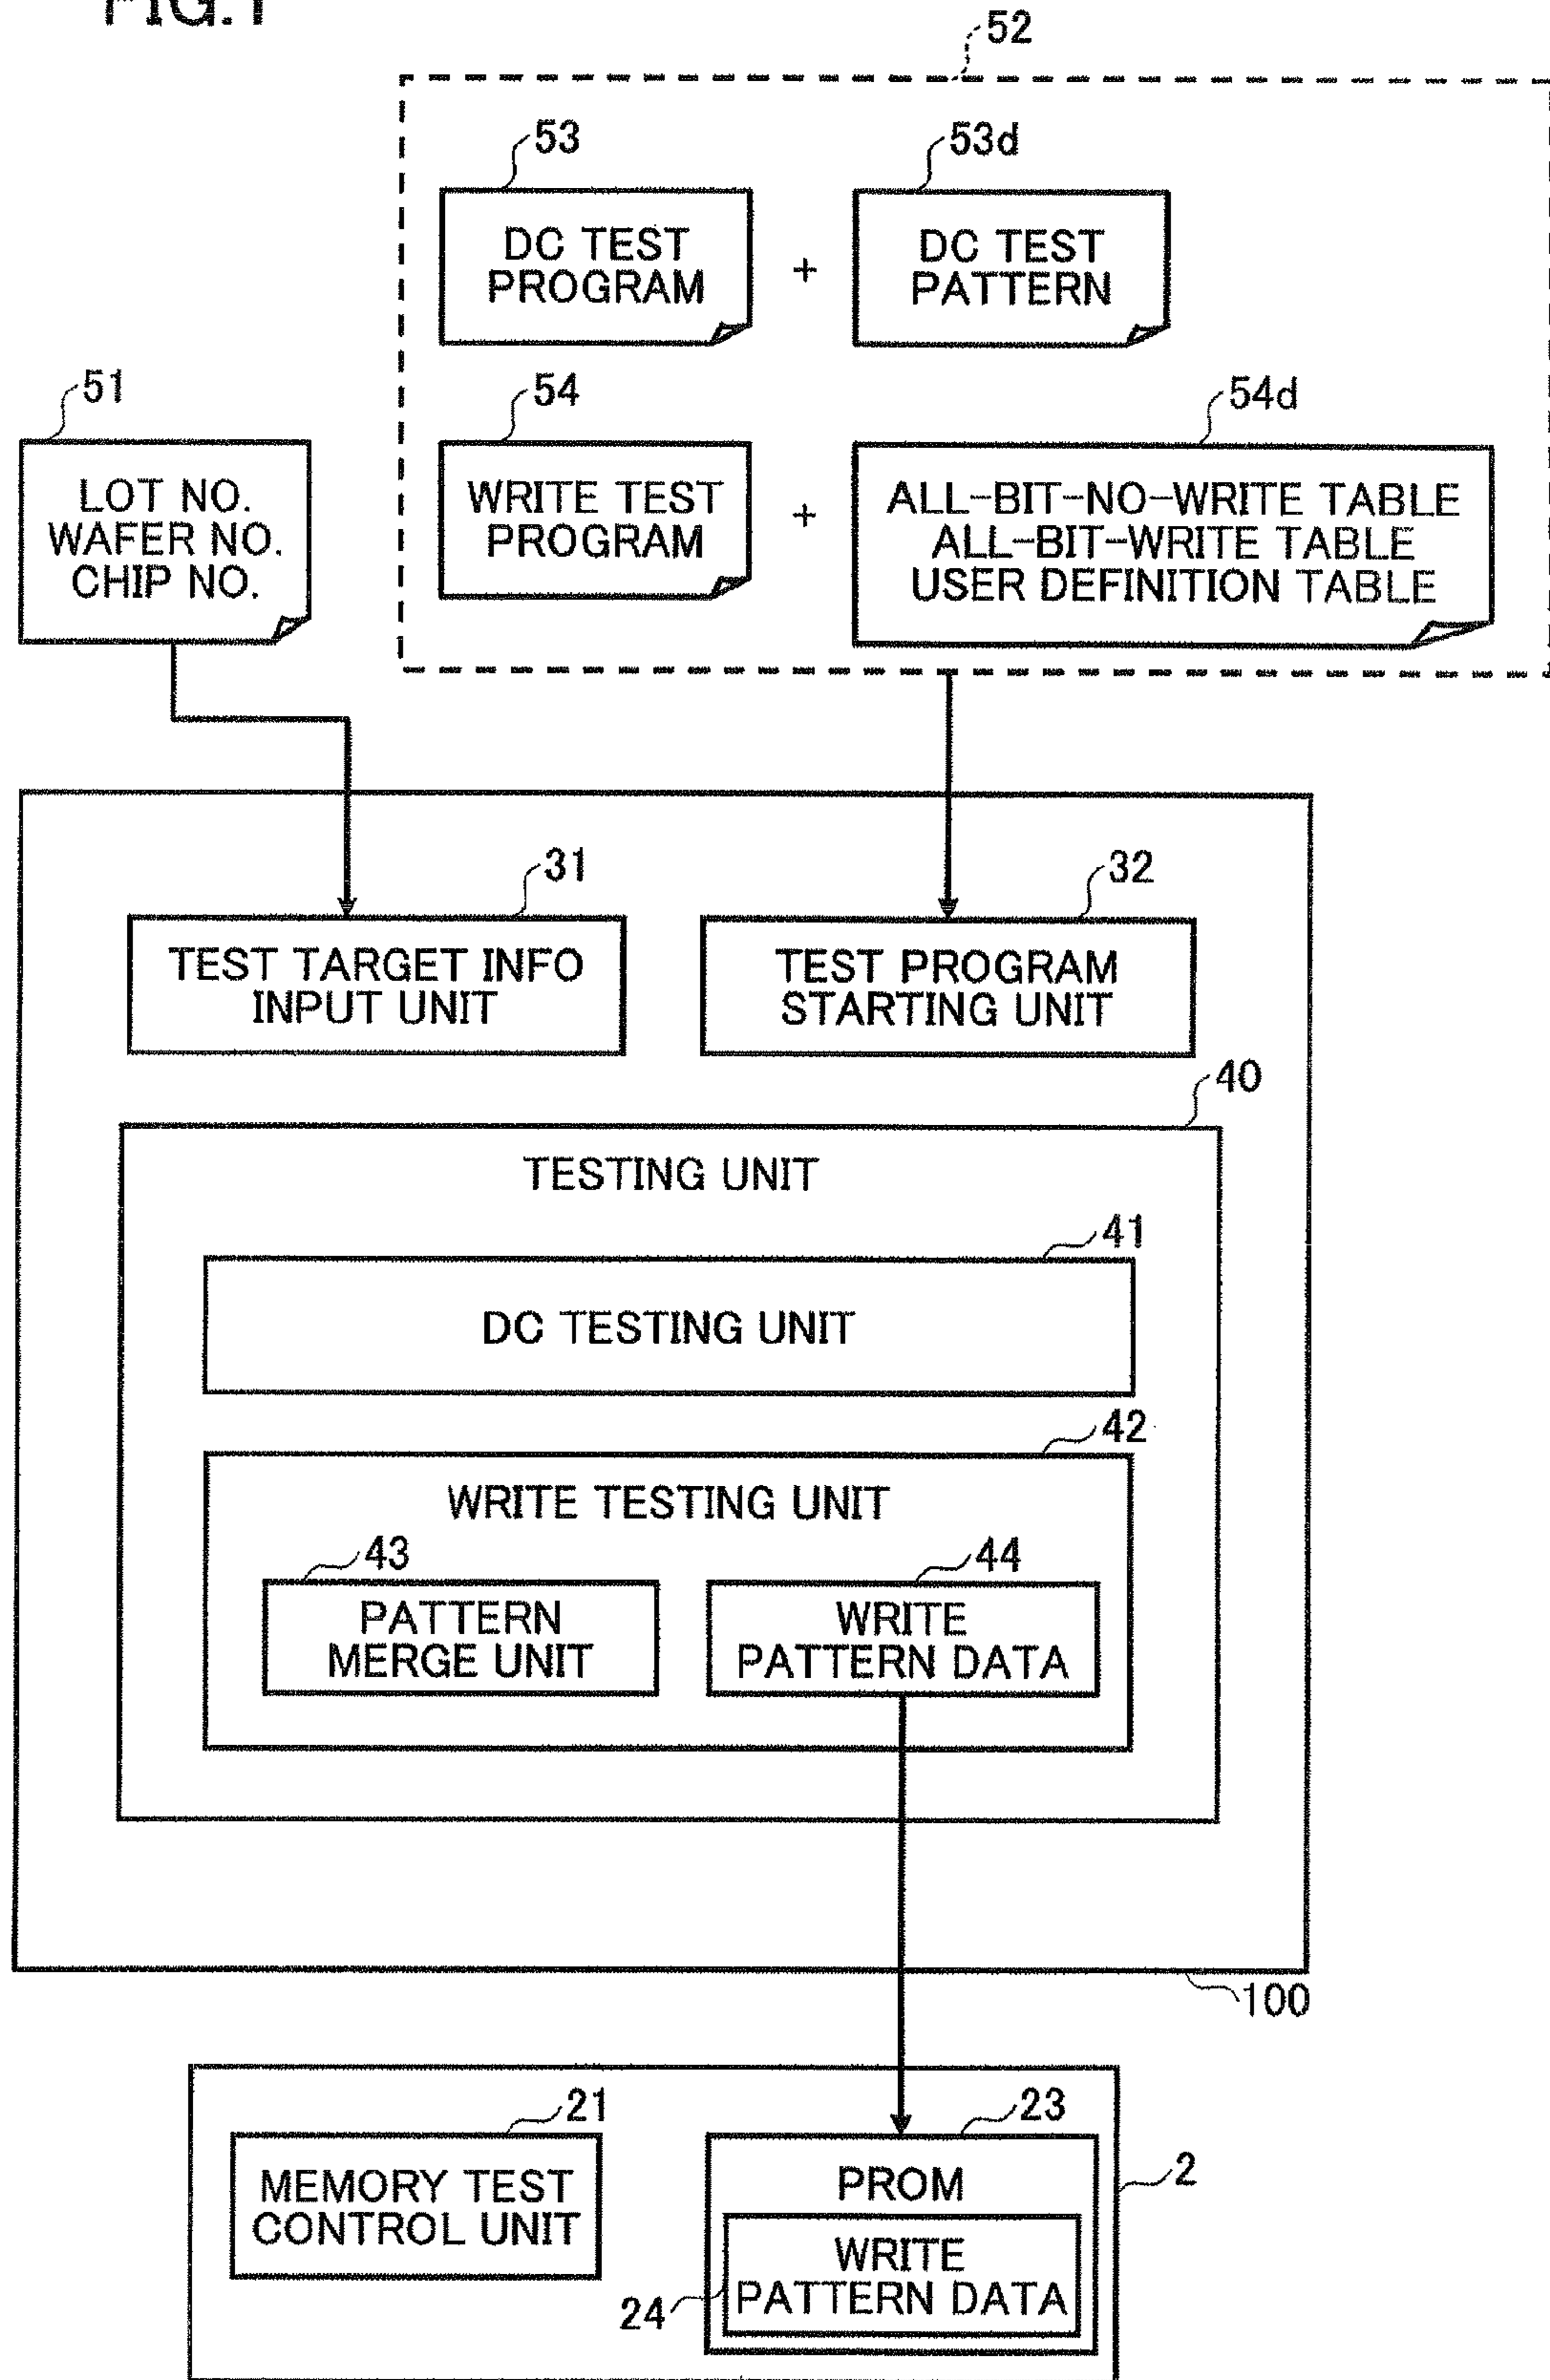 FIG.1
52
53
53d
DC TEST
PROGRAM
+
DC TEST
PATTERN
51
54
54d
LOT NO.
WAFER NO.
CHIP NO.
WRITE TEST
PROGRAM
+
ALL-BIT-NO-WRITE TABLE
ALL-BIT-WRITE TABLE
USER DEFINITION TABLE
31
32
TEST TARGET INFO
INPUT UNIT
TEST PROGRAM
STARTING UNIT
40
TESTING UNIT
41
DC TESTING UNIT
42
WRITE TESTING UNIT
43
44
PATTERN
MERGE UNIT
WRITE
PATTERN DATA
100
21
23
MEMORY TEST
CONTROL UNIT
PROM
2
WRITE
PATTERN DATA
24